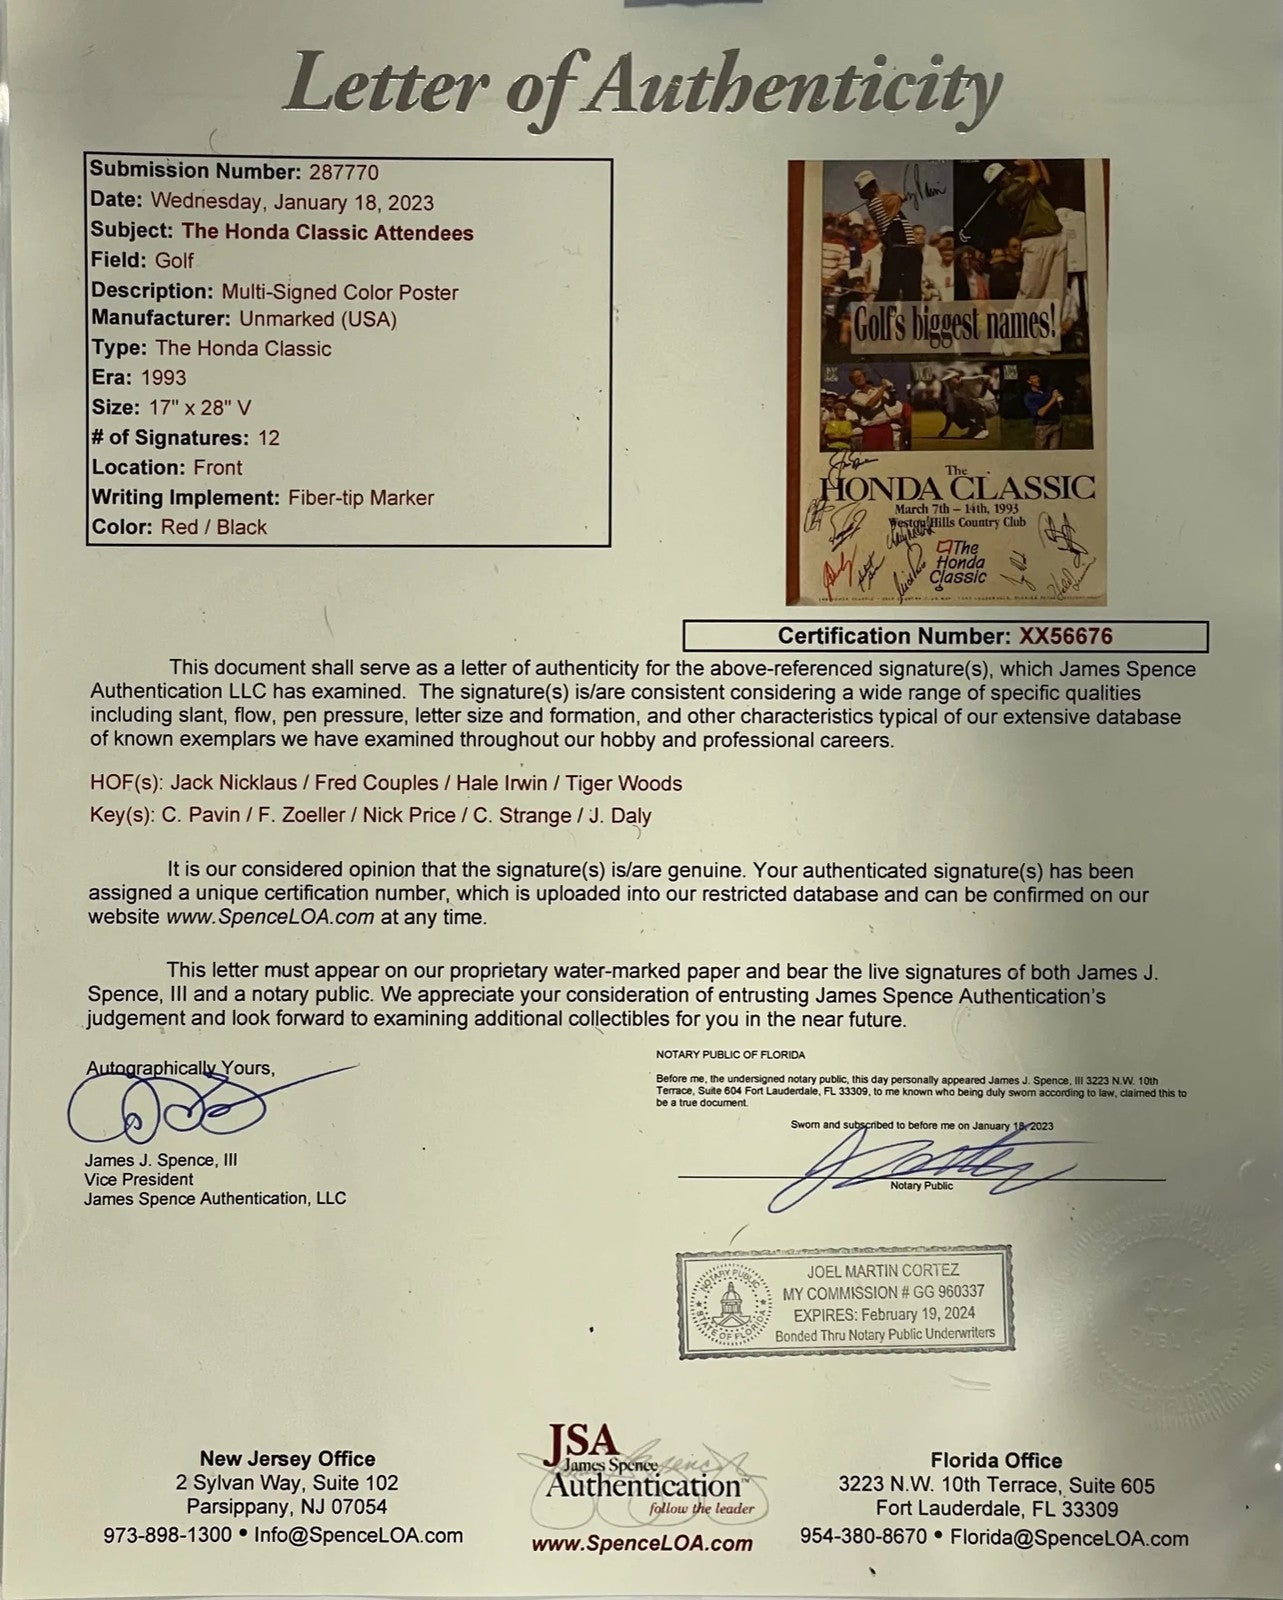 Letter of Authenticity
Submission Number: 287770
Date: Wednesday, January 18, 2023
Subject: The Honda Classic Attendees
Field: Golf
Description: Multi-Signed Color Poster
Manufacturer: Unmarked (USA)
Type: The Honda Classic
Era: 1993
Size: 17" x 28" V
# of Signatures: 12
Location: Front
Writing Implement: Fiber-tip Marker
Color: Red / Black
Golf's biggest names!
The
HONDA CLASSIC
March 7th – 14th, 1993
Weston Hills Country Club
The
Honda
Classic
Certification Number: XX56676
This document shall serve as a letter of authenticity for the above-referenced signature(s), which James Spence
Authentication LLC has examined. The signature(s) is/are consistent considering a wide range of specific qualities
including slant, flow, pen pressure, letter size and formation, and other characteristics typical of our extensive database
of known exemplars we have examined throughout our hobby and professional careers.
HOF(s): Jack Nicklaus / Fred Couples / Hale Irwin / Tiger Woods
Key(s): C. Pavin / F. Zoeller / Nick Price / C. Strange / J. Daly
It is our considered opinion that the signature(s) is/are genuine. Your authenticated signature(s) has been
assigned a unique certification number, which is uploaded into our restricted database and can be confirmed on our
website www.SpenceLOA.com at any time.
This letter must appear on our proprietary water-marked paper and bear the live signatures of both James J.
Spence, III and a notary public. We appreciate your consideration of entrusting James Spence Authentication's
judgement and look forward to examining additional collectibles for you in the near future.
Autographically Yours,
James J. Spence, III
Vice President
James Spence Authentication, LLC
NOTARY PUBLIC OF FLORIDA
Before me, the undersigned notary public, this day personally appeared James J. Spence, III 3223 N.W. 10th
Terrace, Suite 604 Fort Lauderdale, FL 33309, to me known who being duly sworn according to law, claimed this to
be a true document.
Sworn and subscribed to before me on January 18, 2023
Notary Public
NOTARY PUBLIC
STATE OF FLORIDA
JOEL MARTIN CORTEZ
MY COMMISSION # GG 960337
EXPIRES: February 19, 2024
Bonded Thru Notary Public Underwriters
New Jersey Office
2 Sylvan Way, Suite 102
Parsippany, NJ 07054
973-898-1300 • Info@SpenceLOA.com
JSA
James Spence
Authentication™
follow the leader
www.SpenceLOA.com
Florida Office
3223 N.W. 10th Terrace, Suite 605
Fort Lauderdale, FL 33309
954-380-8670 • Florida@SpenceLOA.com